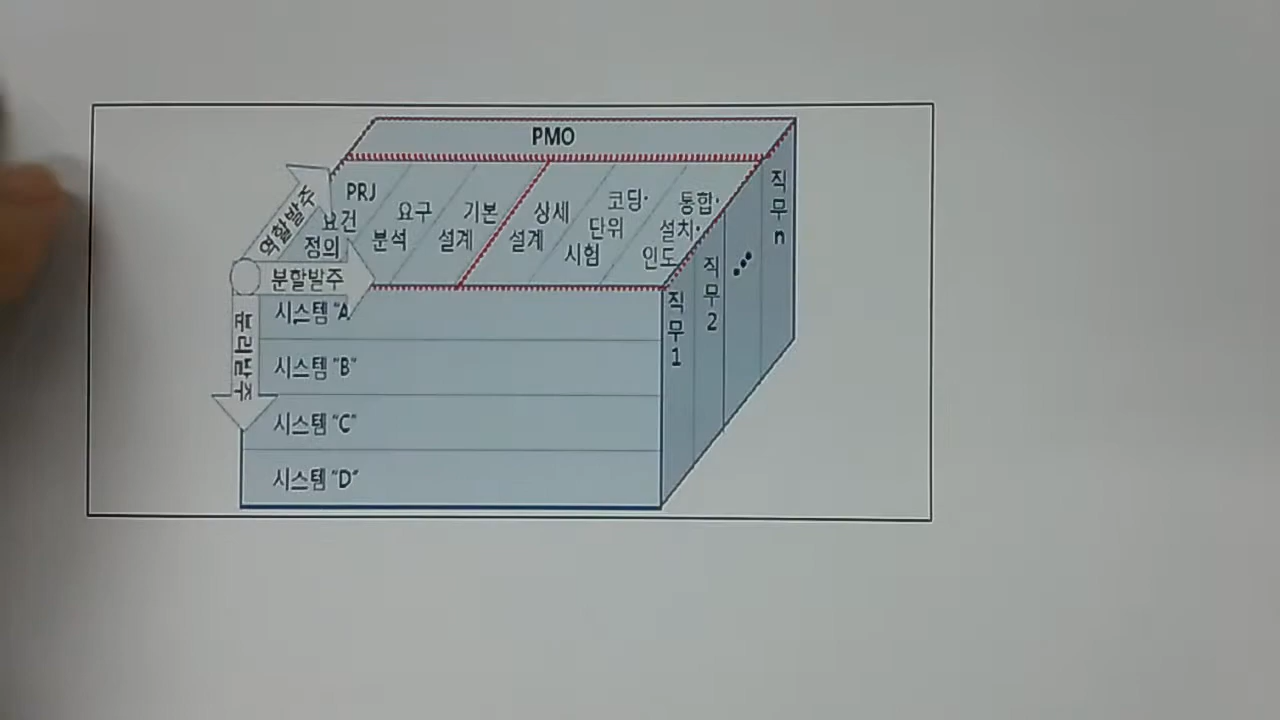 PMO
PRJ
요건
정의
요구
분석
기본
설계
상세
설계
코딩·
단위
시험
통합·
설치·
인도
역할발주
분할발주
분리발주
시스템 "A
시스템 "B"
시스템 "C"
시스템 "D"
직무1
직무2
...
직무n